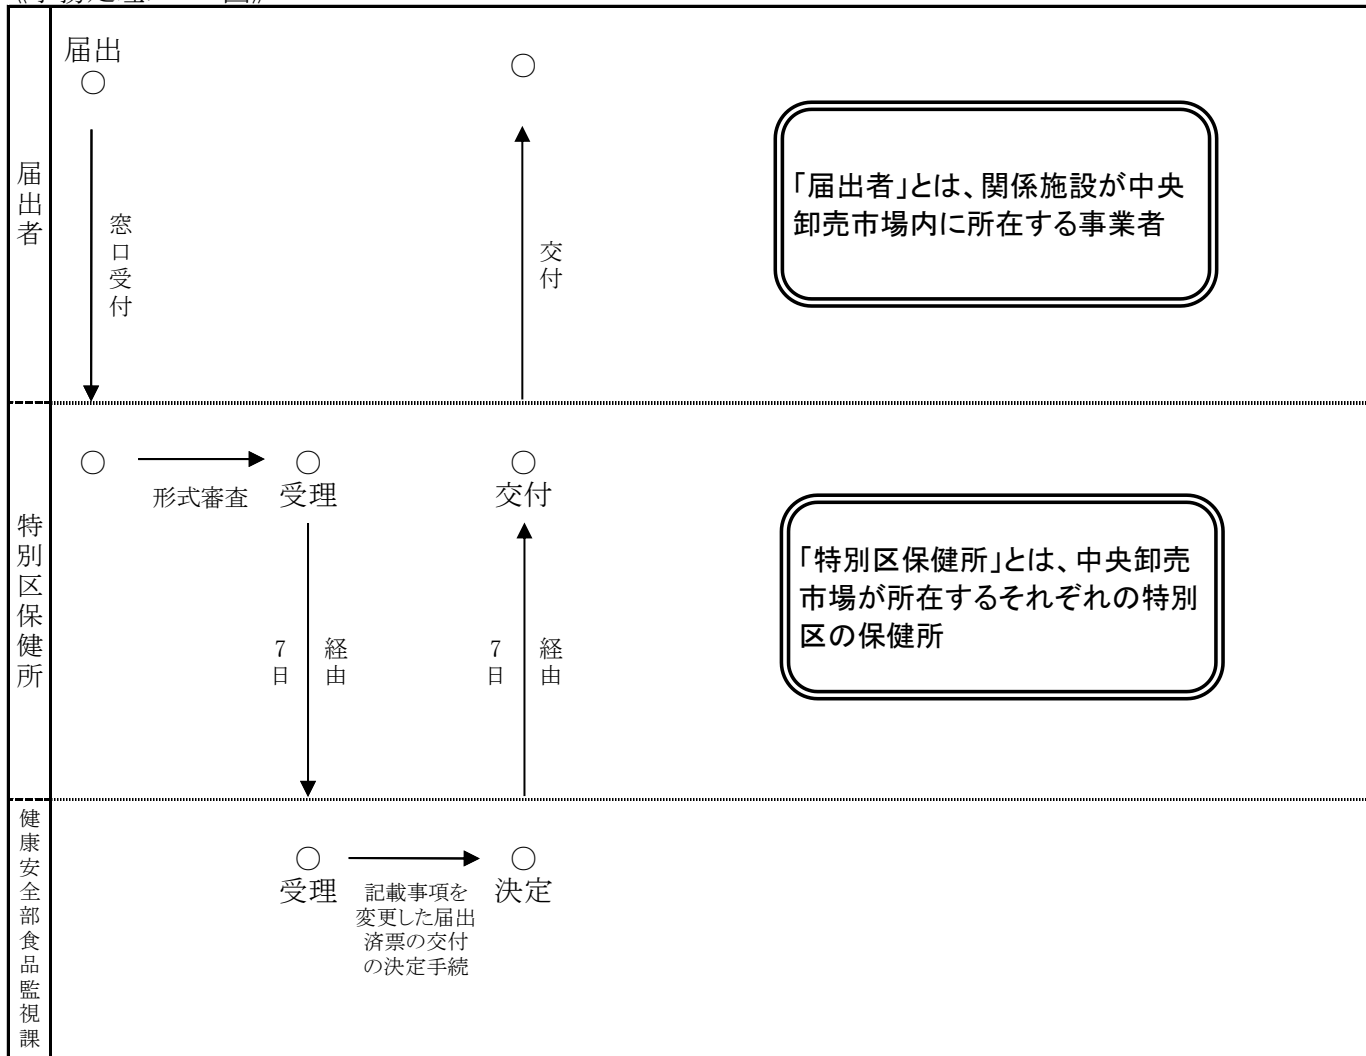 届出
届出者
窓口受付
交付
「届出者」とは、関係施設が中央
卸売市場内に所在する事業者
特別区保健所
形式審査
受理
交付
7日
経由
7日
経由
「特別区保健所」とは、中央卸売
市場が所在するそれぞれの特別
区の保健所
健康安全部食品監視課
受理
記載事項を
変更した届出
済票の交付
の決定手続
決定